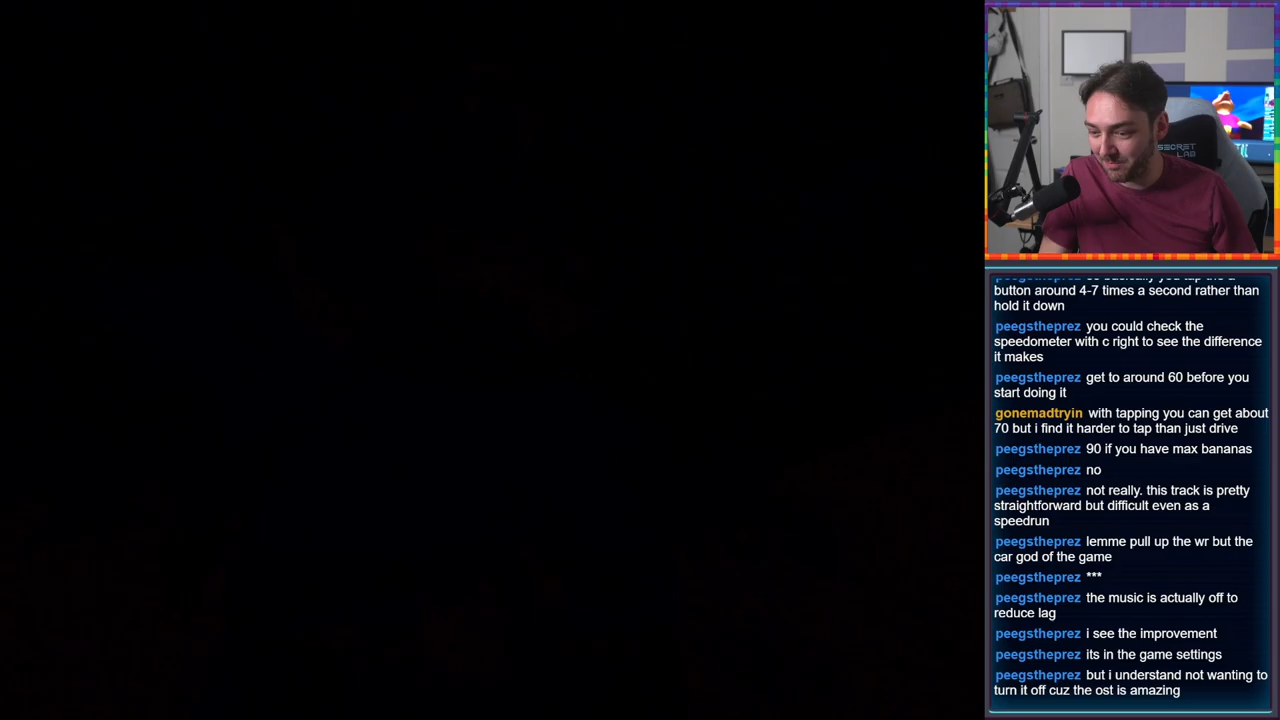 SECRET
LAB
button around 4-7 times a second rather than
hold it down
peegstheprez you could check the
speedometer with c right to see the difference
it makes
peegstheprez get to around 60 before you
start doing it
gonemadtryin with tapping you can get about
70 but i find it harder to tap than just drive
peegstheprez 90 if you have max bananas
peegstheprez no
peegstheprez not really. this track is pretty
straightforward but difficult even as a
speedrun
peegstheprez lemme pull up the wr but the
car god of the game
peegstheprez ***
peegstheprez the music is actually off to
reduce lag
peegstheprez i see the improvement
peegstheprez its in the game settings
peegstheprez but i understand not wanting to
turn it off cuz the ost is amazing